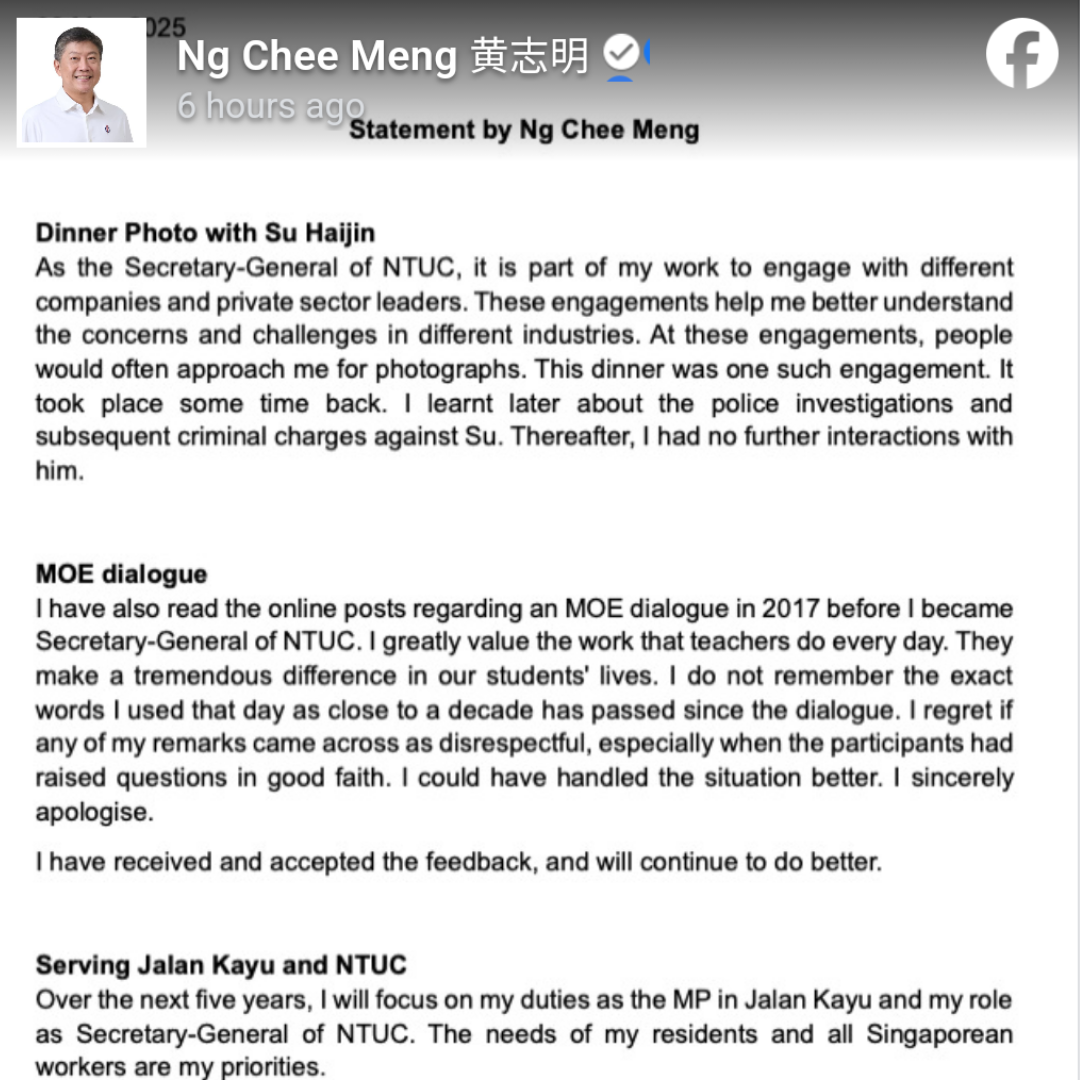 025
Ng Chee Meng 黄志明
6 hours ago
Statement by Ng Chee Meng
Dinner Photo with Su Haijin
As the Secretary-General of NTUC, it is part of my work to engage with different
companies and private sector leaders. These engagements help me better understand
the concerns and challenges in different industries. At these engagements, people
would often approach me for photographs. This dinner was one such engagement. It
took place some time back. I learnt later about the police investigations and
subsequent criminal charges against Su. Thereafter, I had no further interactions with
him.
MOE dialogue
I have also read the online posts regarding an MOE dialogue in 2017 before I became
Secretary-General of NTUC. I greatly value the work that teachers do every day. They
make a tremendous difference in our students' lives. I do not remember the exact
words I used that day as close to a decade has passed since the dialogue. I regret if
any of my remarks came across as disrespectful, especially when the participants had
raised questions in good faith. I could have handled the situation better. I sincerely
apologise.
I have received and accepted the feedback, and will continue to do better.
Serving Jalan Kayu and NTUC
Over the next five years, I will focus on my duties as the MP in Jalan Kayu and my role
as Secretary-General of NTUC. The needs of my residents and all Singaporean
workers are my priorities.